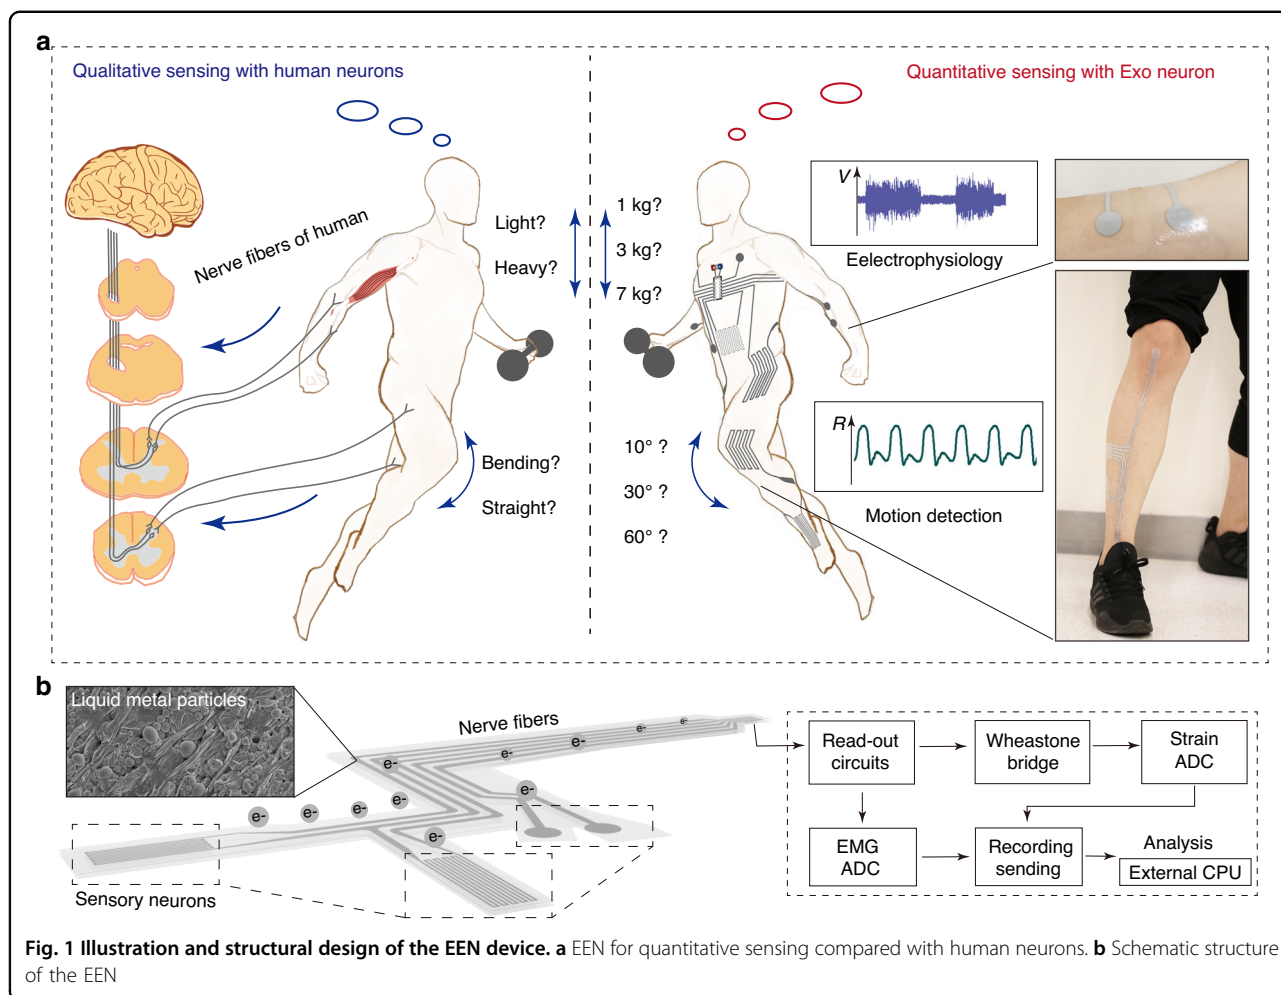 a
Qualitative sensing with human neurons
Quantitative sensing with Exo neuron
Nerve fibers of human
Light?
Heavy?
1 kg?
3 kg?
7 kg?
V
Eelectrophysiology
Bending?
Straight?
10° ?
30° ?
60° ?
R
Motion detection
b
Liquid metal particles
Nerve fibers
e-
e-
e-
e-
e-
e-
e-
e-
e-
e-
Sensory neurons
Read-out
circuits
Wheastone
bridge
Strain
ADC
EMG
ADC
Recording
sending
Analysis
External CPU
Fig. 1 Illustration and structural design of the EEN device. a EEN for quantitative sensing compared with human neurons. b Schematic structure
of the EEN